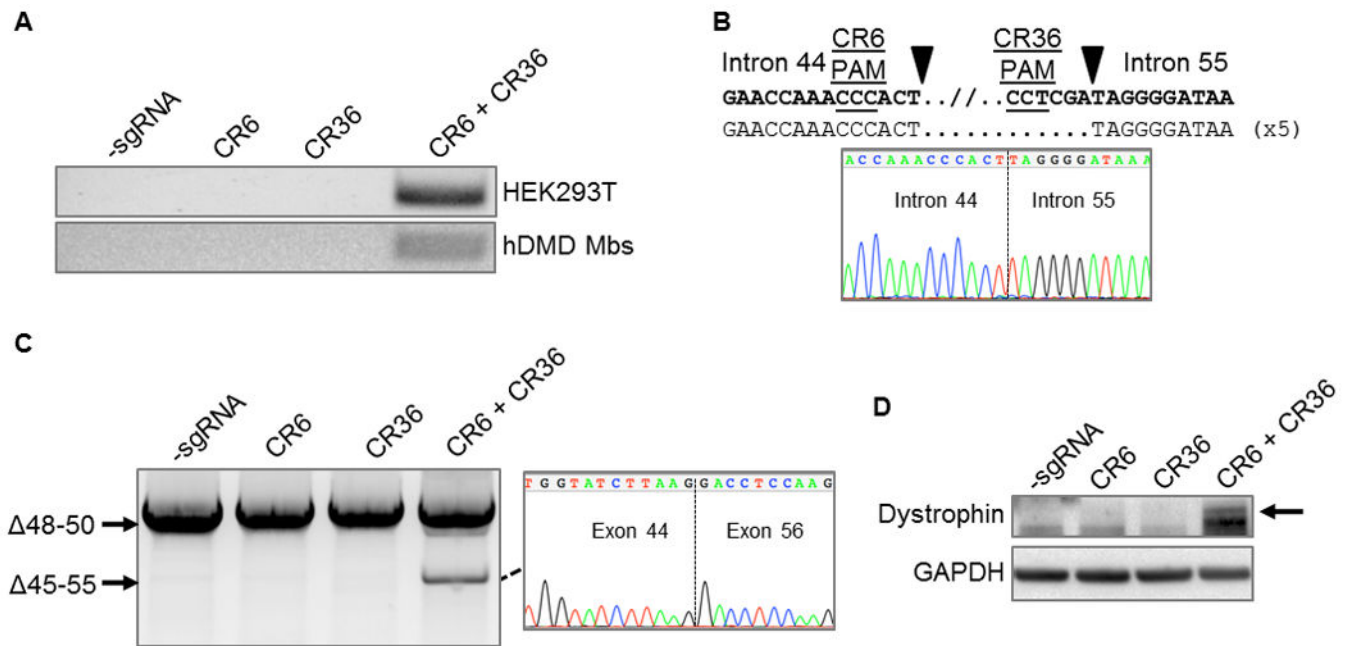 A
-sgRNA
CR6
CR36
CR6 + CR36
HEK293T
hDMD Mbs
B
CR6 CR36
Intron 44 PAM PAM Intron 55
GAACCAAACCCACT..//..CCTCGATAGGGGATAA
GAACCAAACCCACT.............TAGGGGATAA (x5)
ACCAAACCCACTTAGGGGATAAA
Intron 44 Intron 55
C
-sgRNA
CR6
CR36
CR6 + CR36
Δ48-50
Δ45-55
TGGTATCTTAAGGACCTCCAAG
Exon 44 Exon 56
D
-sgRNA
CR6
CR36
CR6 + CR36
Dystrophin
GAPDH